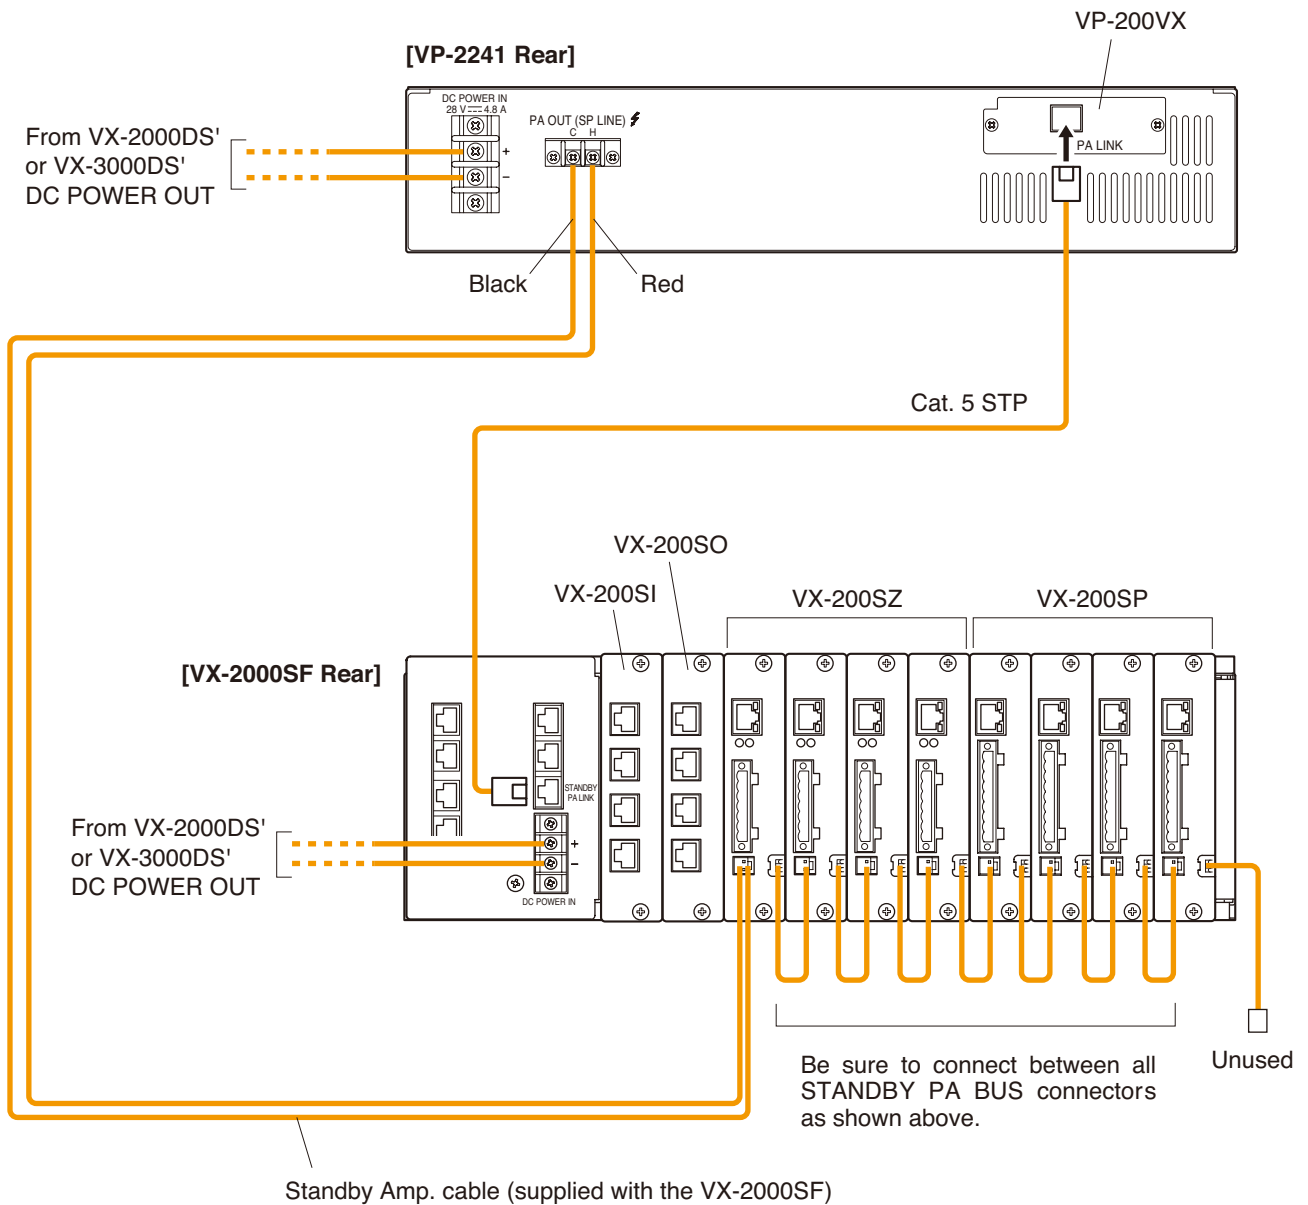 VP-200VX
[VP-2241 Rear]
DC POWER IN
28 V 4.8 A
PA OUT (SP LINE)
C H
+
−
PA LINK
From VX-2000DS'
or VX-3000DS'
DC POWER OUT
Black
Red
Cat. 5 STP
VX-200SO
VX-200SI
VX-200SZ
VX-200SP
[VX-2000SF Rear]
STANDBY
PA LINK
From VX-2000DS'
or VX-3000DS'
DC POWER OUT
+
−
DC POWER IN
Be sure to connect between all
STANDBY PA BUS connectors
as shown above.
Unused
Standby Amp. cable (supplied with the VX-2000SF)